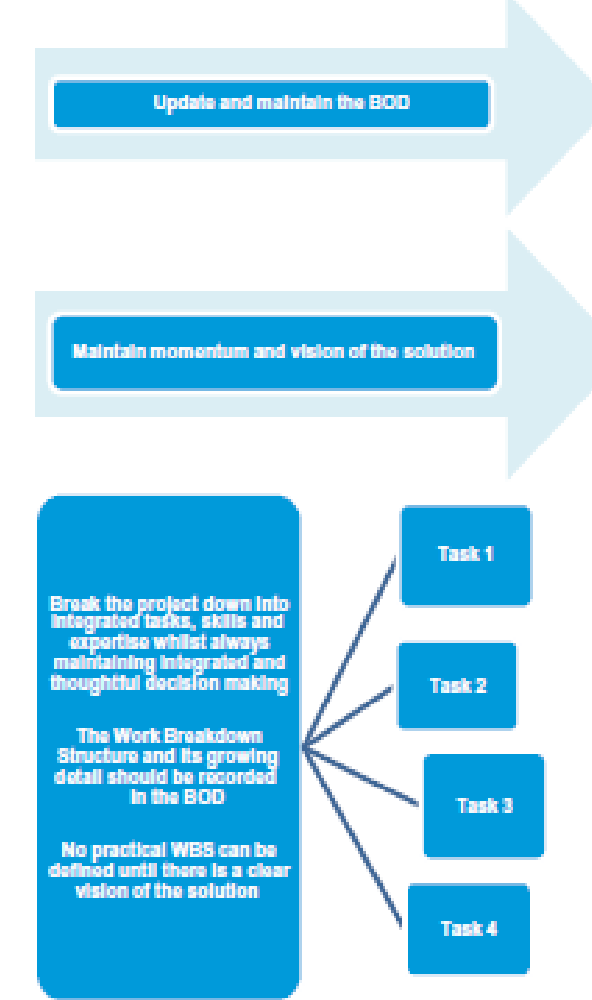 Update and maintain the BOD
Maintain momentum and vision of the solution
Break the project down into
integrated tasks, skills and
expertise whilst always
maintaining integrated and
thoughtful decision making
The Work Breakdown
Structure and its growing
detail should be recorded
in the BOD
No practical WBS can be
defined until there is a clear
vision of the solution
Task 1
Task 2
Task 3
Task 4